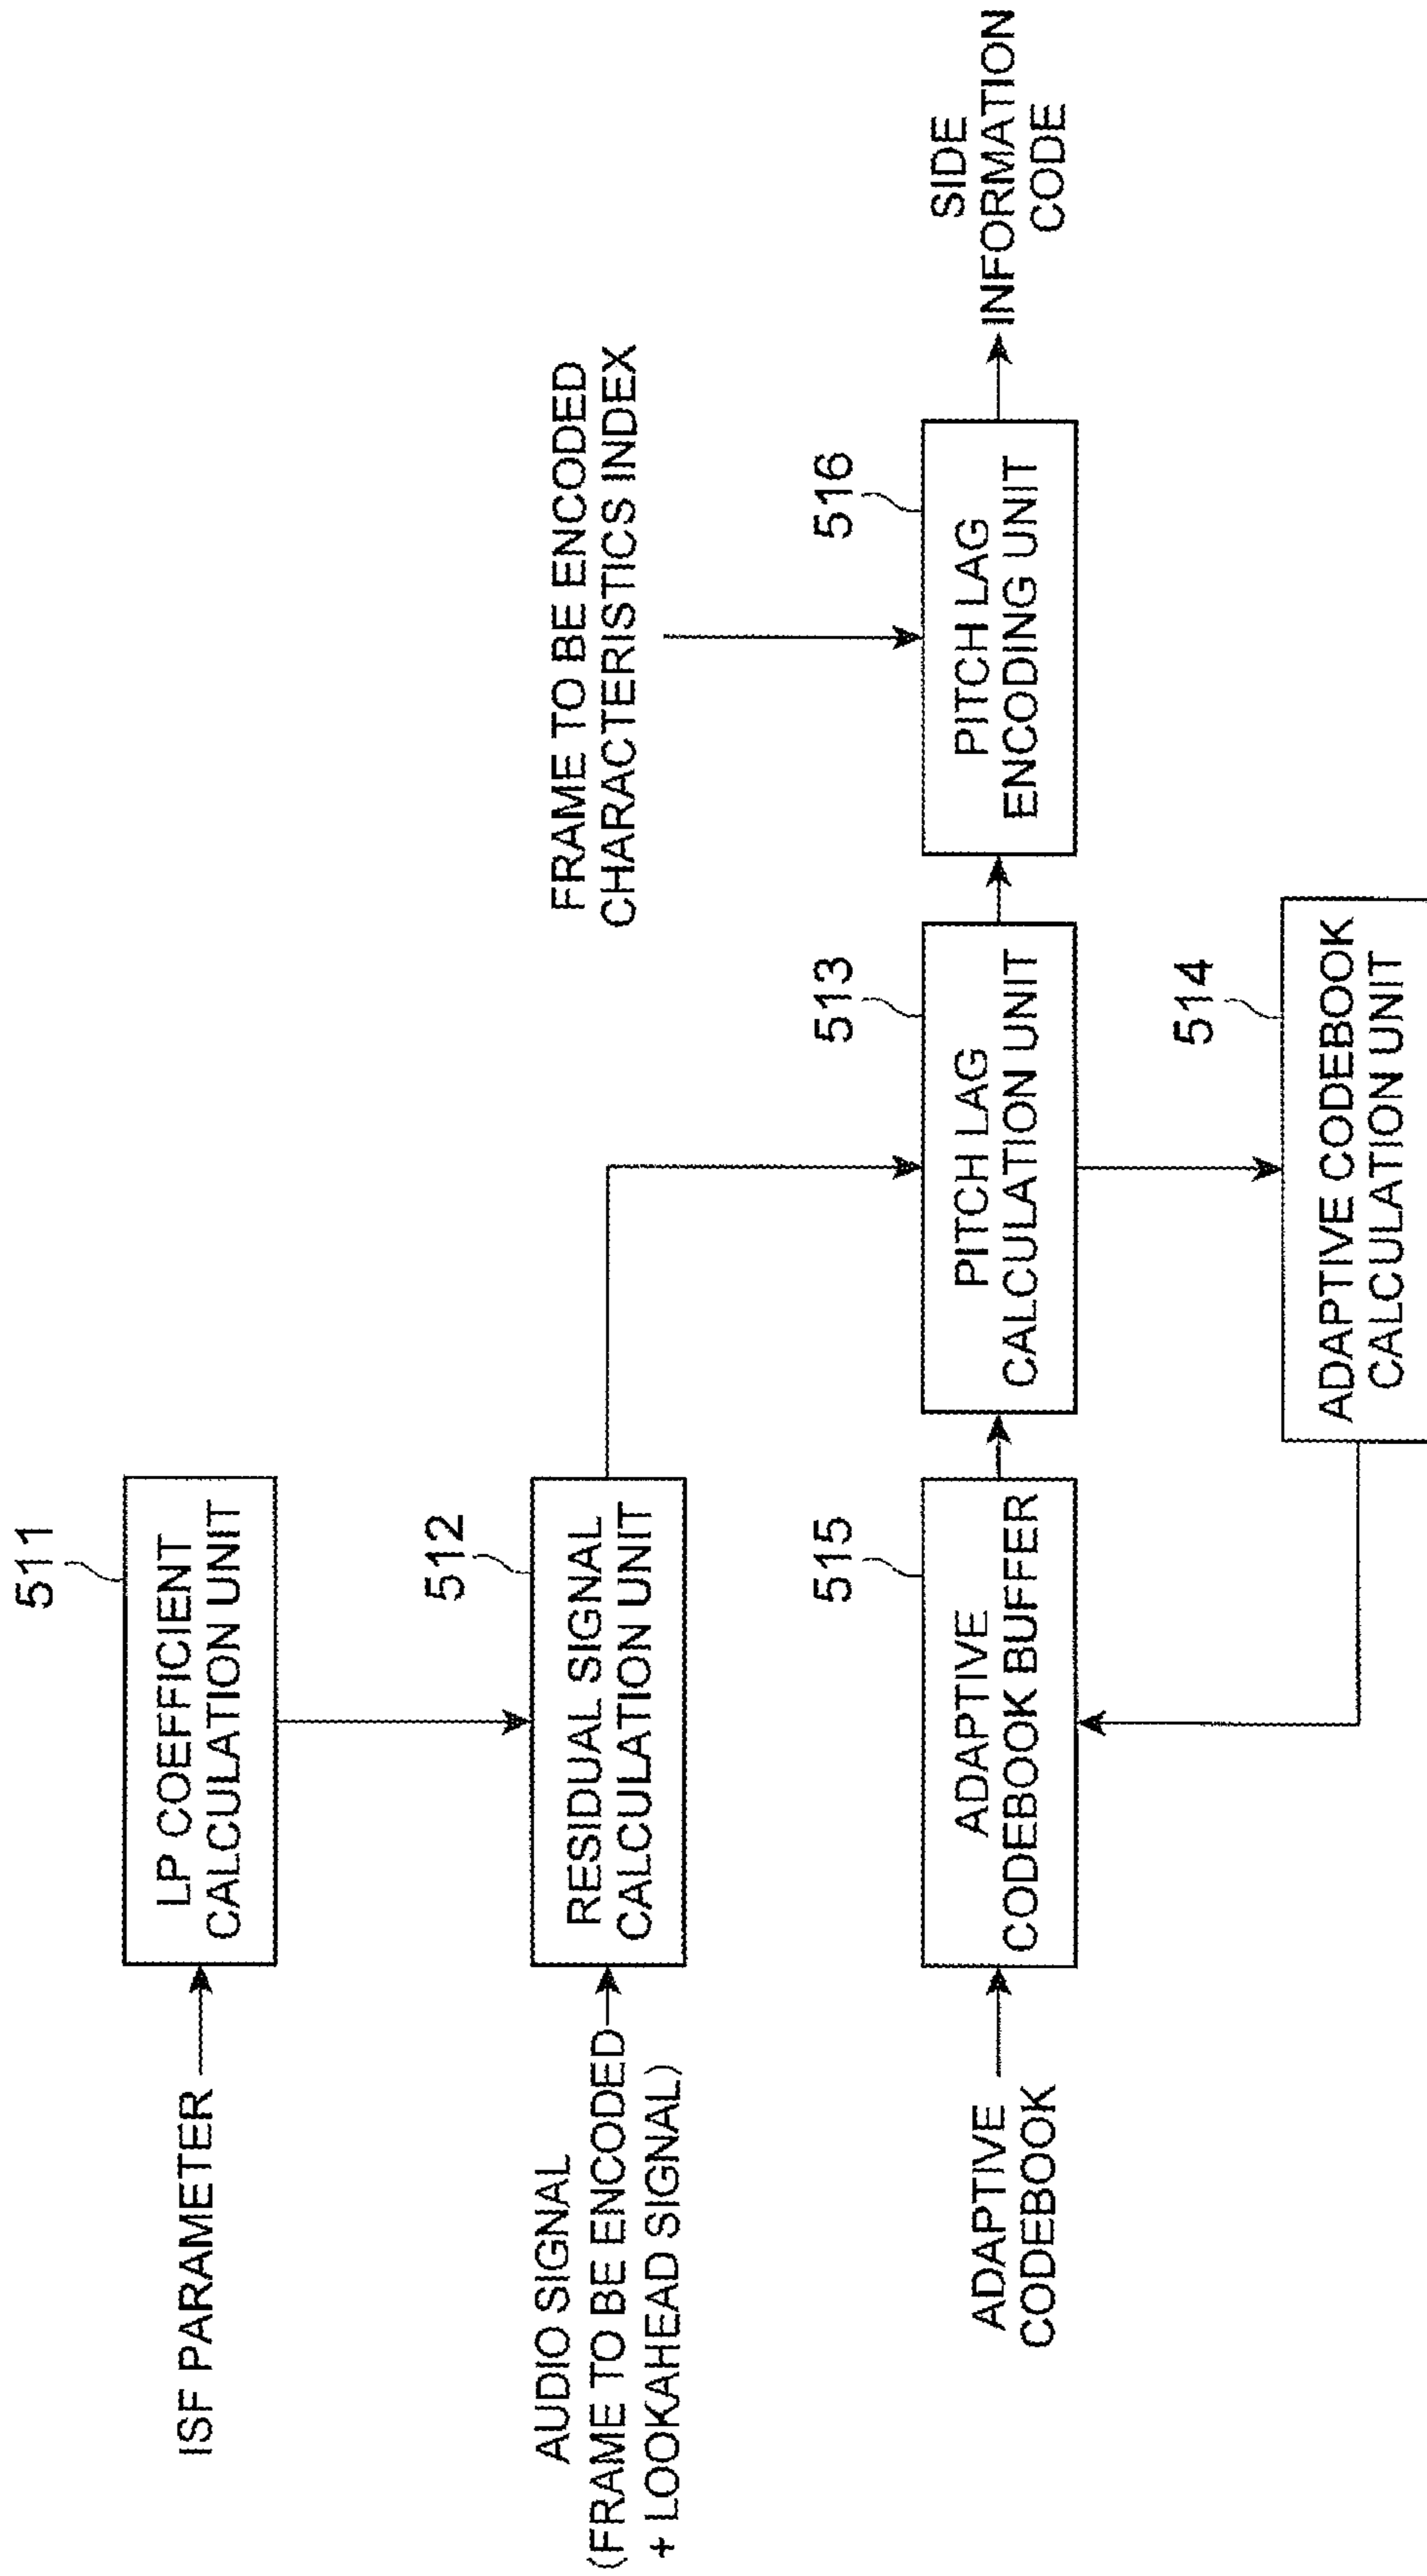 511
LP COEFFICIENT
CALCULATION UNIT
ISF PARAMETER
512
RESIDUAL SIGNAL
CALCULATION UNIT
AUDIO SIGNAL
(FRAME TO BE ENCODED
+ LOOKAHEAD SIGNAL)
FRAME TO BE ENCODED
CHARACTERISTICS INDEX
515
ADAPTIVE
CODEBOOK BUFFER
ADAPTIVE
CODEBOOK
513
PITCH LAG
CALCULATION UNIT
516
PITCH LAG
ENCODING UNIT
SIDE
INFORMATION
CODE
514
ADAPTIVE CODEBOOK
CALCULATION UNIT